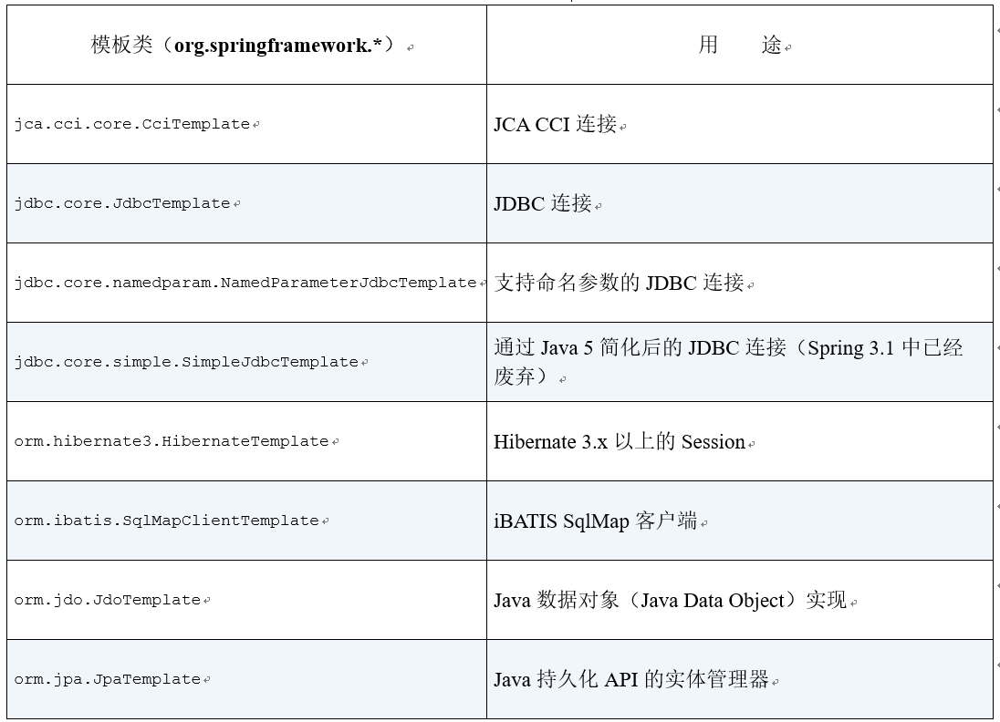 模板类（org.springframework.*）
用　　途
jca.cci.core.CciTemplate
JCA CCI 连接
jdbc.core.JdbcTemplate
JDBC 连接
jdbc.core.namedparam.NamedParameterJdbcTemplate
支持命名参数的 JDBC 连接
jdbc.core.simple.SimpleJdbcTemplate
通过 Java 5 简化后的 JDBC 连接（Spring 3.1 中已经
废弃）
orm.hibernate3.HibernateTemplate
Hibernate 3.x 以上的 Session
orm.ibatis.SqlMapClientTemplate
iBATIS SqlMap 客户端
orm.jdo.JdoTemplate
Java 数据对象（Java Data Object）实现
orm.jpa.JpaTemplate
Java 持久化 API 的实体管理器